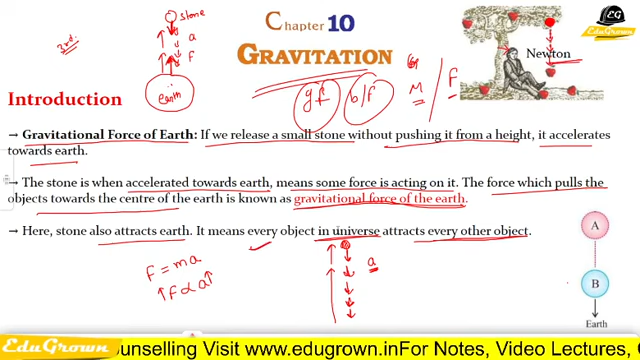 3rd.
stone
a
F
earth
EG
Chapter 10
GRAVITATION
Newton
gf
b/f
G
M
F
Introduction
→ Gravitational Force of Earth: If we release a small stone without pushing it from a height, it accelerates
towards earth.
→ The stone is when accelerated towards earth, means some force is acting on it. The force which pulls the
objects towards the centre of the earth is known as gravitational force of the earth.
→ Here, stone also attracts earth. It means every object in universe attracts every other object.
F = ma
↑F ∝ a↑
a
A
B
Earth
EduGrown
ounselling Visit www.edugrown.inFor Notes, Video Lectures, C
EduGrown